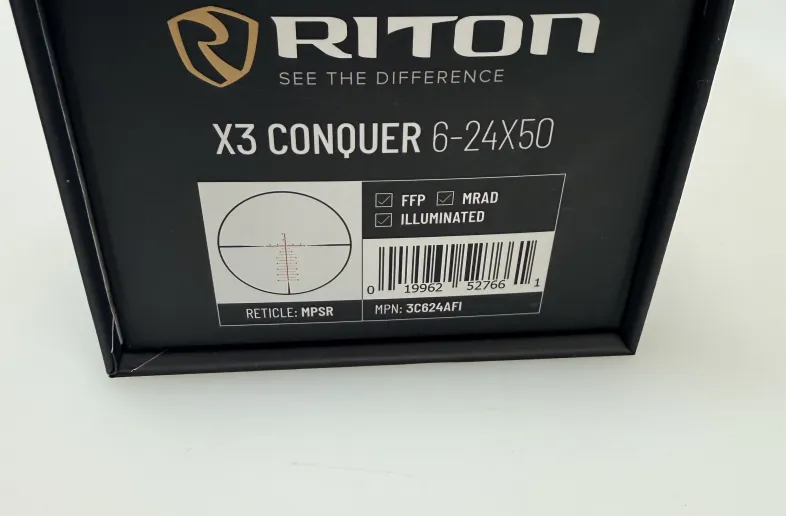 RITON
SEE THE DIFFERENCE
X3 CONQUER 6-24X50
FFP MRAD
ILLUMINATED
0 19962 52766 1
RETICLE: MPSR
MPN: 3C624AFI